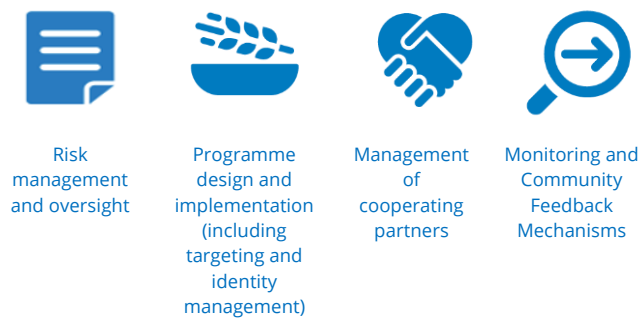 Risk
management
and oversight
Programme
design and
implementation
(including
targeting and
identity
management)
Management
of
cooperating
partners
Monitoring and
Community
Feedback
Mechanisms